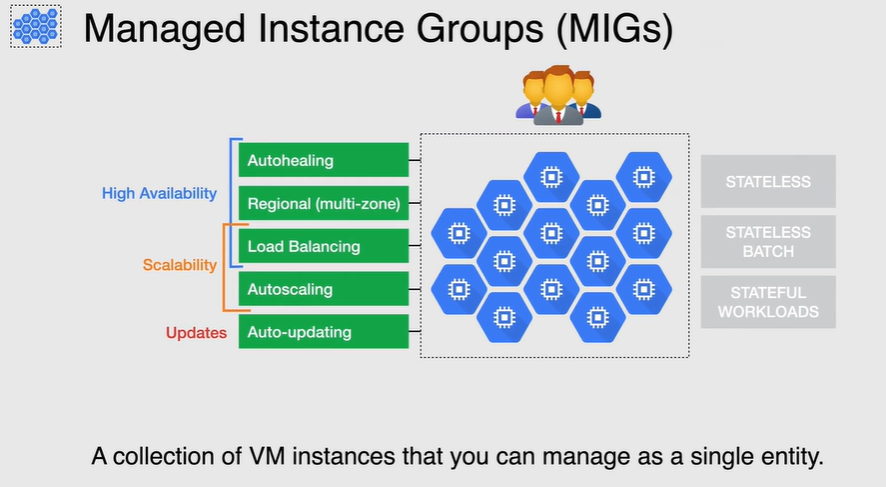 Managed Instance Groups (MIGs)
High Availability
Scalability
Updates
Autohealing
Regional (multi-zone)
Load Balancing
Autoscaling
Auto-updating
STATELESS
STATELESS
BATCH
STATEFUL
WORKLOADS
A collection of VM instances that you can manage as a single entity.